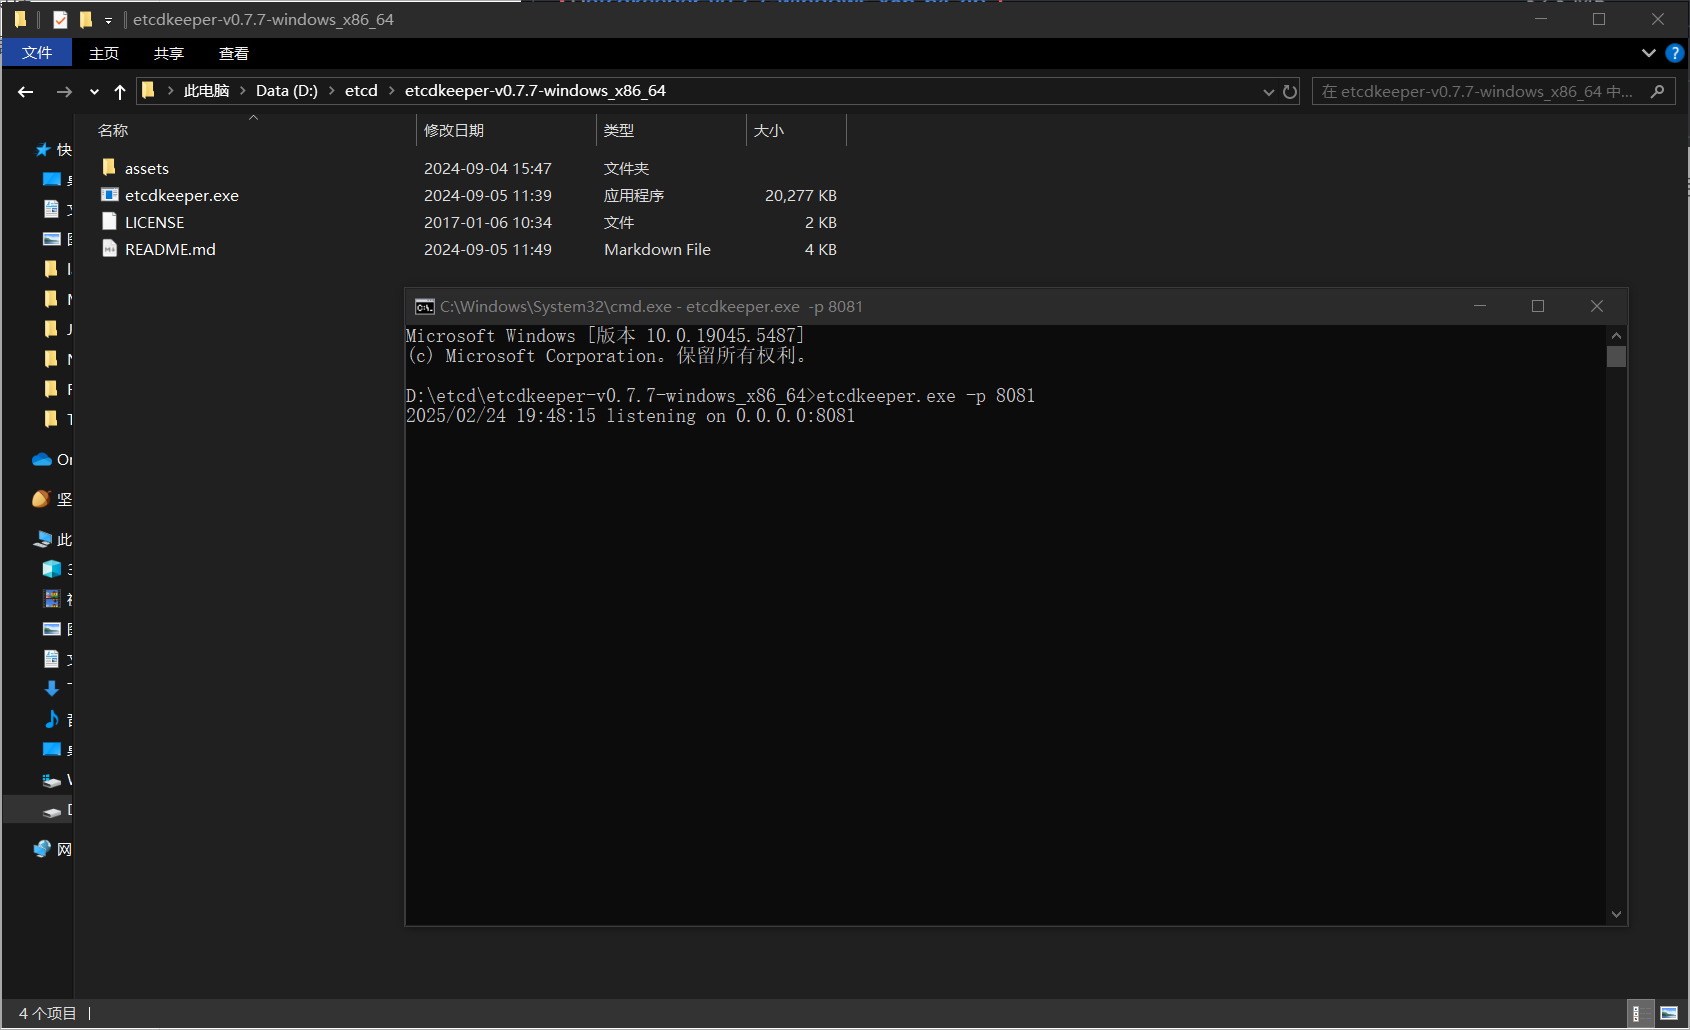 etcdkeeper-v0.7.7-windows_x86_64
文件 主页 共享 查看
此电脑 > Data (D:) > etcd > etcdkeeper-v0.7.7-windows_x86_64
在 etcdkeeper-v0.7.7-windows_x86_64 中...
名称 修改日期 类型 大小
assets 2024-09-04 15:47 文件夹
etcdkeeper.exe 2024-09-05 11:39 应用程序 20,277 KB
LICENSE 2017-01-06 10:34 文件 2 KB
README.md 2024-09-05 11:49 Markdown File 4 KB
快
坚
此
网
C:\Windows\System32\cmd.exe - etcdkeeper.exe  -p 8081
Microsoft Windows [版本 10.0.19045.5487]
(c) Microsoft Corporation。保留所有权利。
D:\etcd\etcdkeeper-v0.7.7-windows_x86_64>etcdkeeper.exe -p 8081
2025/02/24 19:48:15 listening on 0.0.0.0:8081
4 个项目